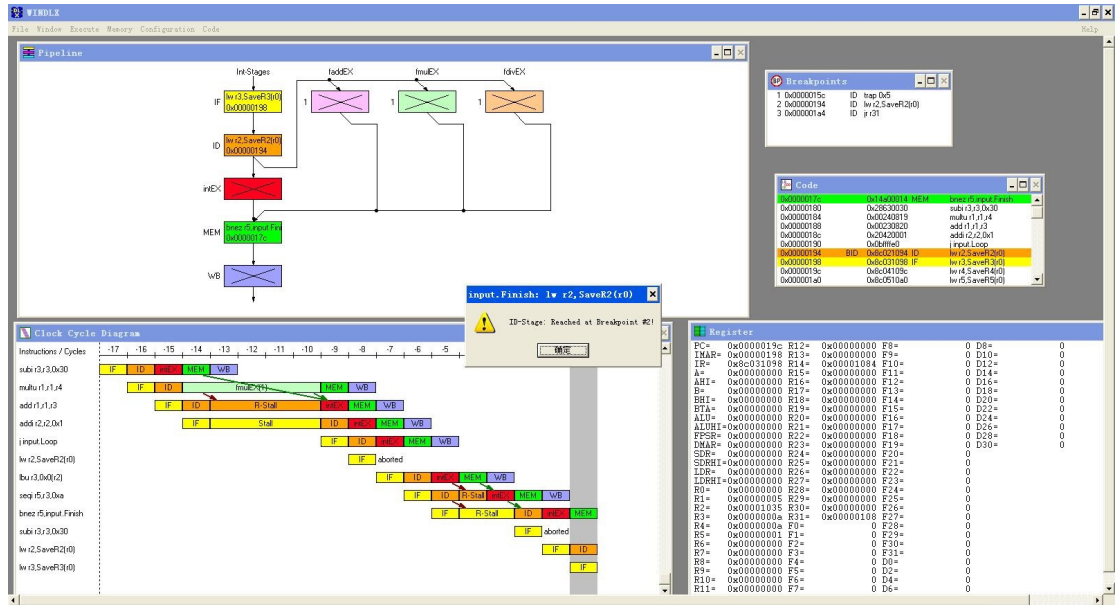 WINDLX
File Window Execute Memory Configuration Code Help
Pipeline
Int-Stages faddEX fmulEX fdivEX
IF lw r3,SaveR3(r0)
0x00000198
1 1 1
ID lw r2,SaveR2(r0)
0x00000194
intEX
MEM bnez r5,input.Fini
0x0000017c
WB
Breakpoints
1 0x0000015c ID trap 0x5
2 0x00000194 ID lw r2,SaveR2(r0)
3 0x000001a4 ID jr r31
Code
0x0000017c 0x14a00014 MEM bnez r5,input.Finish
0x00000180 0x28630030 subi r3,r3,0x30
0x00000184 0x00240819 multu r1,r1,r4
0x00000188 0x00230820 add r1,r1,r3
0x0000018c 0x20420001 addi r2,r2,0x1
0x00000190 0x0bffffe0 j input.Loop
0x00000194 BID 0x8c021094 ID lw r2,SaveR2(r0)
0x00000198 0x8c031098 IF lw r3,SaveR3(r0)
0x0000019c 0x8c04109c lw r4,SaveR4(r0)
0x000001a0 0x8c0510a0 lw r5,SaveR5(r0)
input.Finish: lw r2,SaveR2(r0)
ID-Stage: Reached at Breakpoint #2!
确定
Clock Cycle Diagram
Instructions / Cycles -17 -16 -15 -14 -13 -12 -11 -10 -9 -8 -7 -6 -5
subi r3,r3,0x30 IF ID intEX MEM WB
multu r1,r1,r4 IF ID fmulEX(1) MEM WB
add r1,r1,r3 IF ID R-Stall intEX MEM WB
addi r2,r2,0x1 IF Stall ID intEX MEM WB
j input.Loop IF ID intEX MEM WB
lw r2,SaveR2(r0) IF aborted
lbu r3,0x0(r2) IF ID intEX MEM WB
seqi r5,r3,0xa IF ID R-Stall intEX MEM WB
bnez r5,input.Finish IF R-Stall ID intEX MEM
subi r3,r3,0x30 IF aborted
lw r2,SaveR2(r0) IF ID
lw r3,SaveR3(r0) IF
Register
PC= 0x0000019c R12= 0x00000000 F8= 0 D8= 0
IMAR= 0x00000198 R13= 0x00000000 F9= 0 D10= 0
IR= 0x8c031098 R14= 0x00001084 F10= 0 D12= 0
A= 0x00000000 R15= 0x00000000 F11= 0 D14= 0
AHI= 0x00000000 R16= 0x00000000 F12= 0 D16= 0
B= 0x00000000 R17= 0x00000000 F13= 0 D18= 0
BHI= 0x00000000 R18= 0x00000000 F14= 0 D20= 0
BTA= 0x00000000 R19= 0x00000000 F15= 0 D22= 0
ALU= 0x00000000 R20= 0x00000000 F16= 0 D24= 0
ALUHI=0x00000000 R21= 0x00000000 F17= 0 D26= 0
FPSR= 0x00000000 R22= 0x00000000 F18= 0 D28= 0
DMAR= 0x00000000 R23= 0x00000000 F19= 0 D30= 0
SDR= 0x00000000 R24= 0x00000000 F20= 0
SDRHI=0x00000000 R25= 0x00000000 F21= 0
LDR= 0x00000000 R26= 0x00000000 F22= 0
LDRHI=0x00000000 R27= 0x00000000 F23= 0
R0= 0x00000000 R28= 0x00000000 F24= 0
R1= 0x00000005 R29= 0x00000000 F25= 0
R2= 0x00001035 R30= 0x00000000 F26= 0
R3= 0x0000000a R31= 0x00000108 F27= 0
R4= 0x0000000a F0= 0 F28= 0
R5= 0x00000001 F1= 0 F29= 0
R6= 0x00000000 F2= 0 F30= 0
R7= 0x00000000 F3= 0 F31= 0
R8= 0x00000000 F4= 0 D0= 0
R9= 0x00000000 F5= 0 D2= 0
R10= 0x00000000 F6= 0 D4= 0
R11= 0x00000000 F7= 0 D6= 0